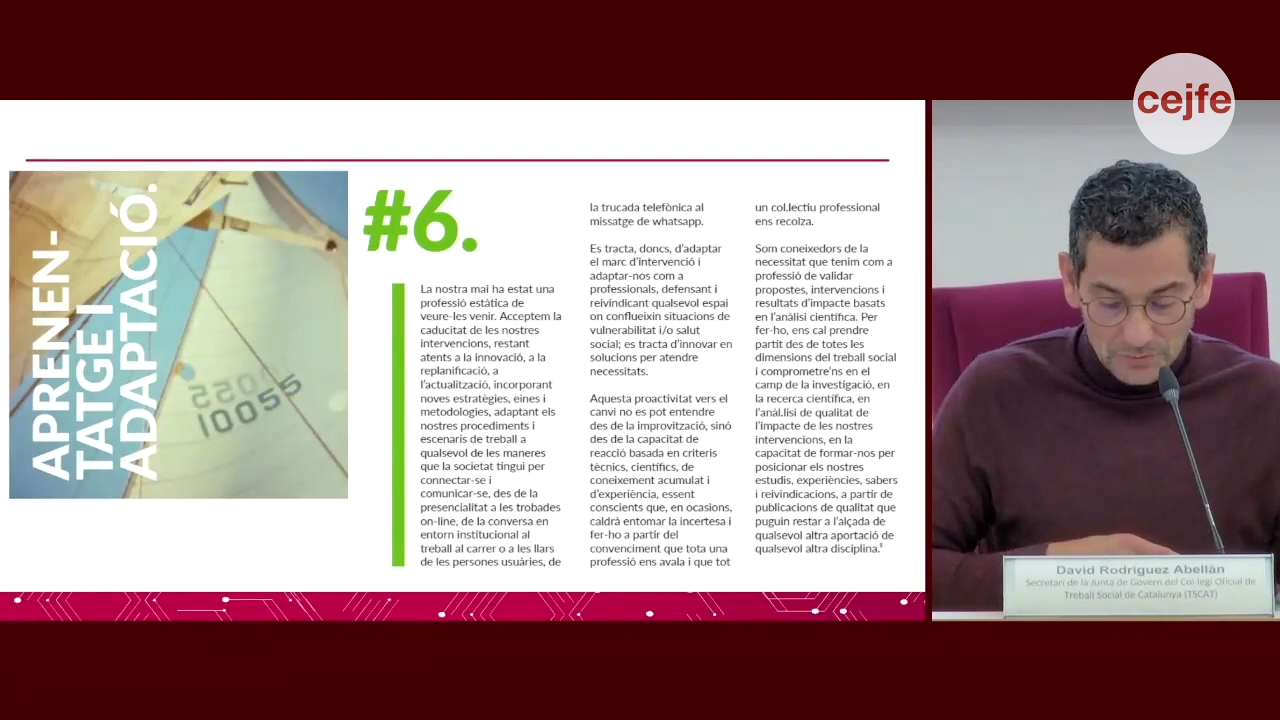 cejfe
APRENEN-
TATGE I
ADAPTACIÓ.
10055
#6.
La nostra mai ha estat una
professió estàtica de
veure-les venir. Acceptem la
caducitat de les nostres
intervencions, restant
atents a la innovació, a la
replanificació, a
l'actualització, incorporant
noves estratègies, eines i
metodologies, adaptant els
nostres procediments i
escenaris de treball a
qualsevol de les maneres
que la societat tingui per
connectar-se i
comunicar-se, des de la
presencialitat a les trobades
on-line, de la conversa en
entorn institucional al
treball al carrer o a les llars
de les persones usuàries, de
la trucada telefònica al
missatge de whatsapp.
Es tracta, doncs, d'adaptar
el marc d'intervenció i
adaptar-nos com a
professionals, defensant i
reivindicant qualsevol espai
on conflueixin situacions de
vulnerabilitat i/o salut
social; es tracta d'innovar en
solucions per atendre
necessitats.
Aquesta proactivitat vers el
canvi no es pot entendre
des de la improvització, sinó
des de la capacitat de
reacció basada en criteris
tècnics, científics, de
coneixement acumulat i
d'experiència, essent
conscients que, en ocasions,
caldrà entomar la incertesa i
fer-ho a partir del
convenciment que tota una
professió ens avala i que tot
un col.lectiu professional
ens recolza.
Som coneixedors de la
necessitat que tenim com a
professió de validar
propostes, intervencions i
resultats d'impacte basats
en l'anàlisi científica. Per
fer-ho, ens cal prendre
partit des de totes les
dimensions del treball social
i comprometre'ns en el
camp de la investigació, en
la recerca científica, en
l'anàl.lisi de qualitat de
l'impacte de les nostres
intervencions, en la
capacitat de formar-nos per
posicionar els nostres
estudis, experiències, sabers
i reivindicacions, a partir de
publicacions de qualitat que
puguin restar a l'alçada de
qualsevol altra aportació de
qualsevol altra disciplina.⁵
David Rodríguez Abellán
Secretari de la Junta de Govern del Col·legi Oficial de
Treball Social de Catalunya (TSCAT)